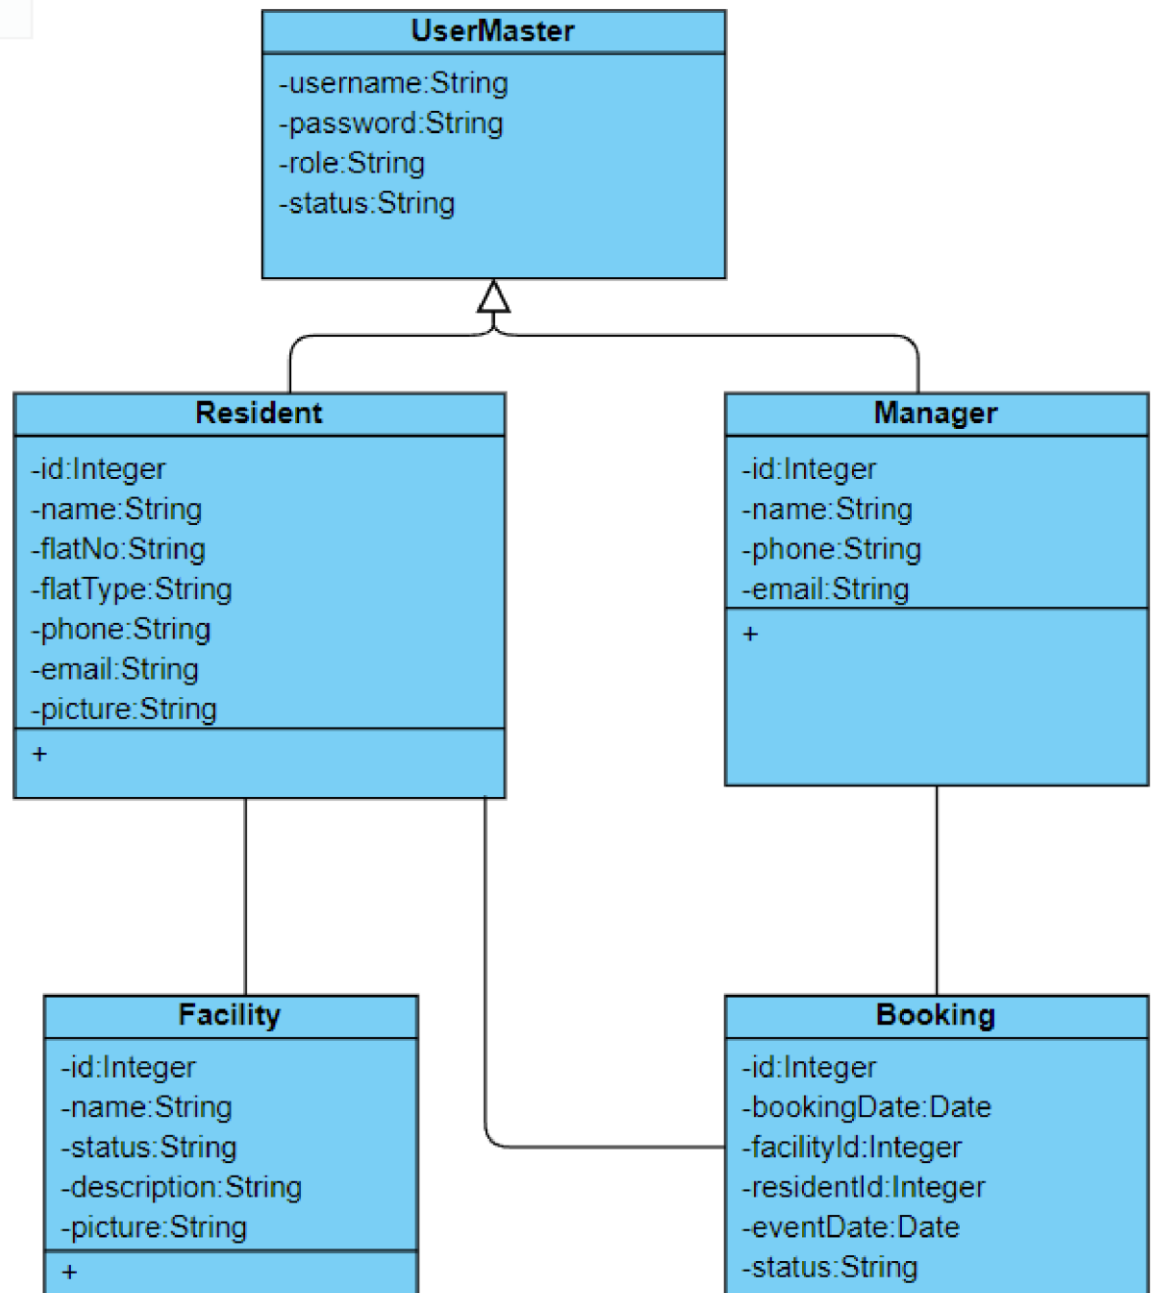 UserMaster
-username:String
-password:String
-role:String
-status:String
Resident
-id:Integer
-name:String
-flatNo:String
-flatType:String
-phone:String
-email:String
-picture:String
+
Manager
-id:Integer
-name:String
-phone:String
-email:String
+
Facility
-id:Integer
-name:String
-status:String
-description:String
-picture:String
+
Booking
-id:Integer
-bookingDate:Date
-facilityId:Integer
-residentId:Integer
-eventDate:Date
-status:String